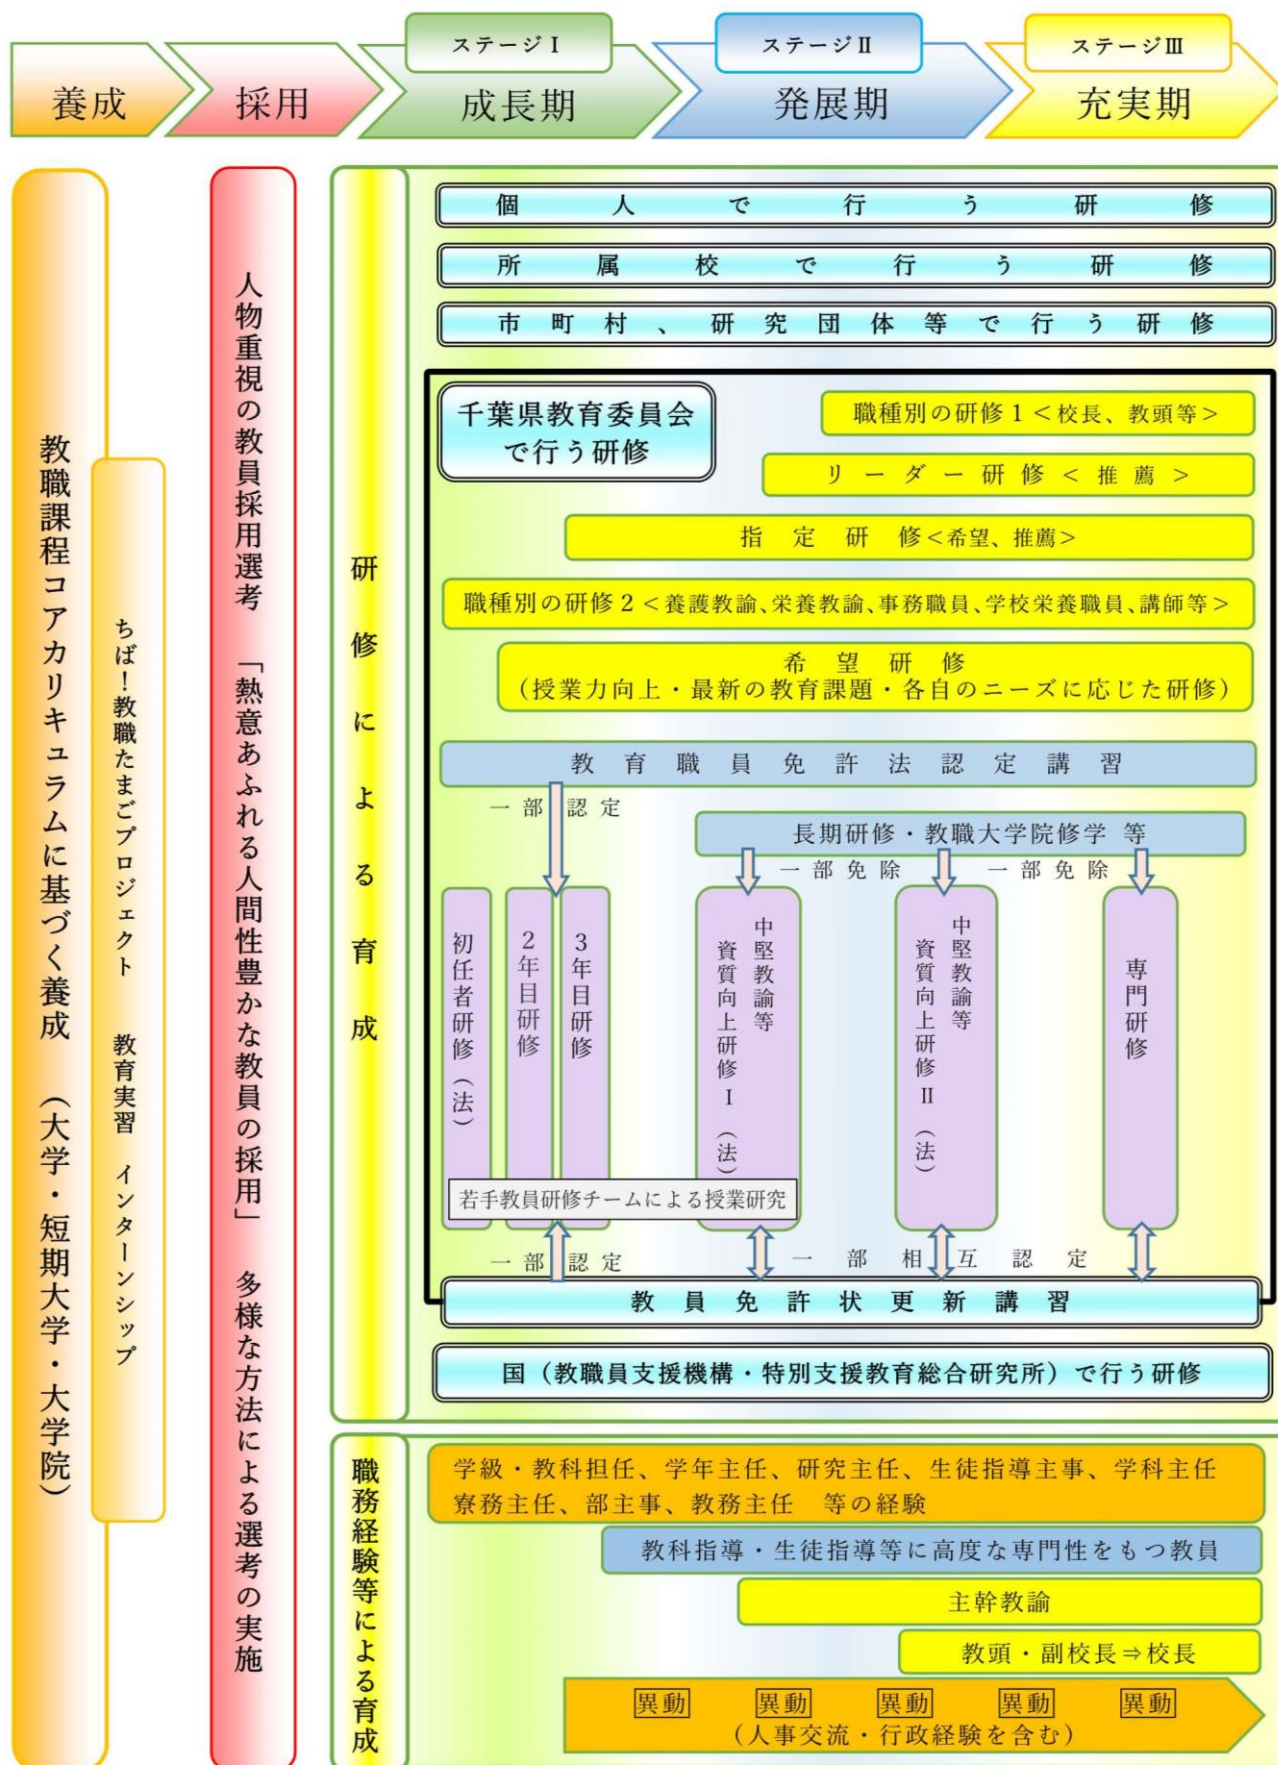 養成
採用
ステージⅠ
成長期
ステージⅡ
発展期
ステージⅢ
充実期
教職課程コアカリキュラムに基づく養成　（大学・短期大学・大学院）
ちば！教職たまごプロジェクト　教育実習　インターンシップ
人物重視の教員採用選考　「熱意あふれる人間性豊かな教員の採用」　多様な方法による選考の実施
研修による育成
個人で行う研修
所属校で行う研修
市町村、研究団体等で行う研修
千葉県教育委員会
で行う研修
職種別の研修１＜校長、教頭等＞
リーダー研修＜推薦＞
指定研修＜希望、推薦＞
職種別の研修２＜養護教諭、栄養教諭、事務職員、学校栄養職員、講師等＞
希望研修
（授業力向上・最新の教育課題・各自のニーズに応じた研修）
教育職員免許法認定講習
一部認定
長期研修・教職大学院修学 等
一部免除
一部免除
初任者研修（法）
２年目研修
３年目研修
中堅教諭等
資質向上研修Ⅰ（法）
中堅教諭等
資質向上研修Ⅱ（法）
専門研修
若手教員研修チームによる授業研究
一部認定
一部相互認定
教員免許状更新講習
国（教職員支援機構・特別支援教育総合研究所）で行う研修
職務経験等による育成
学級・教科担任、学年主任、研究主任、生徒指導主事、学科主任
寮務主任、部主事、教務主任　等の経験
教科指導・生徒指導等に高度な専門性をもつ教員
主幹教諭
教頭・副校長⇒校長
異動　異動　異動　異動　異動
（人事交流・行政経験を含む）